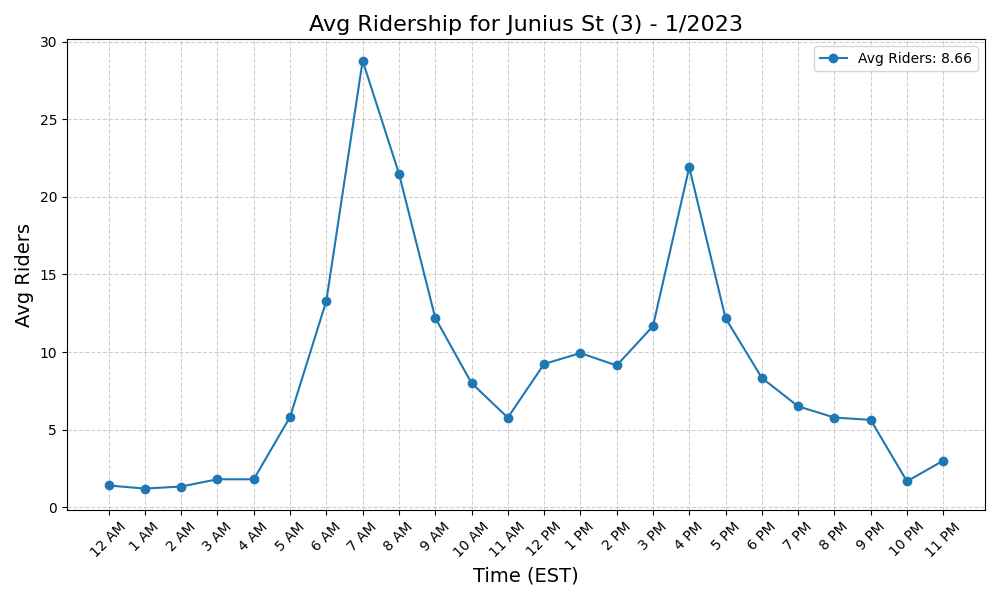 Avg Ridership for Junius St (3) - 1/2023
Avg Riders: 8.66
30
25
20
15
10
5
0
Avg Riders
12 AM
1 AM
2 AM
3 AM
4 AM
5 AM
6 AM
7 AM
8 AM
9 AM
10 AM
11 AM
12 PM
1 PM
2 PM
3 PM
4 PM
5 PM
6 PM
7 PM
8 PM
9 PM
10 PM
11 PM
Time (EST)